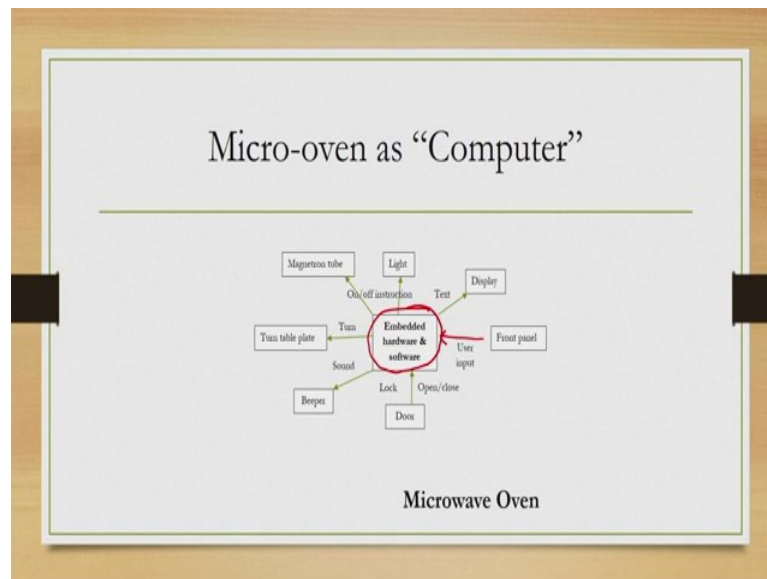 Micro-oven as “Computer”
Magnetron tube
Light
Display
On/off instruction
Text
Turn table plate
Turn
Embedded
hardware &
software
User
input
Front panel
Sound
Lock
Open/close
Beeper
Door
Microwave Oven